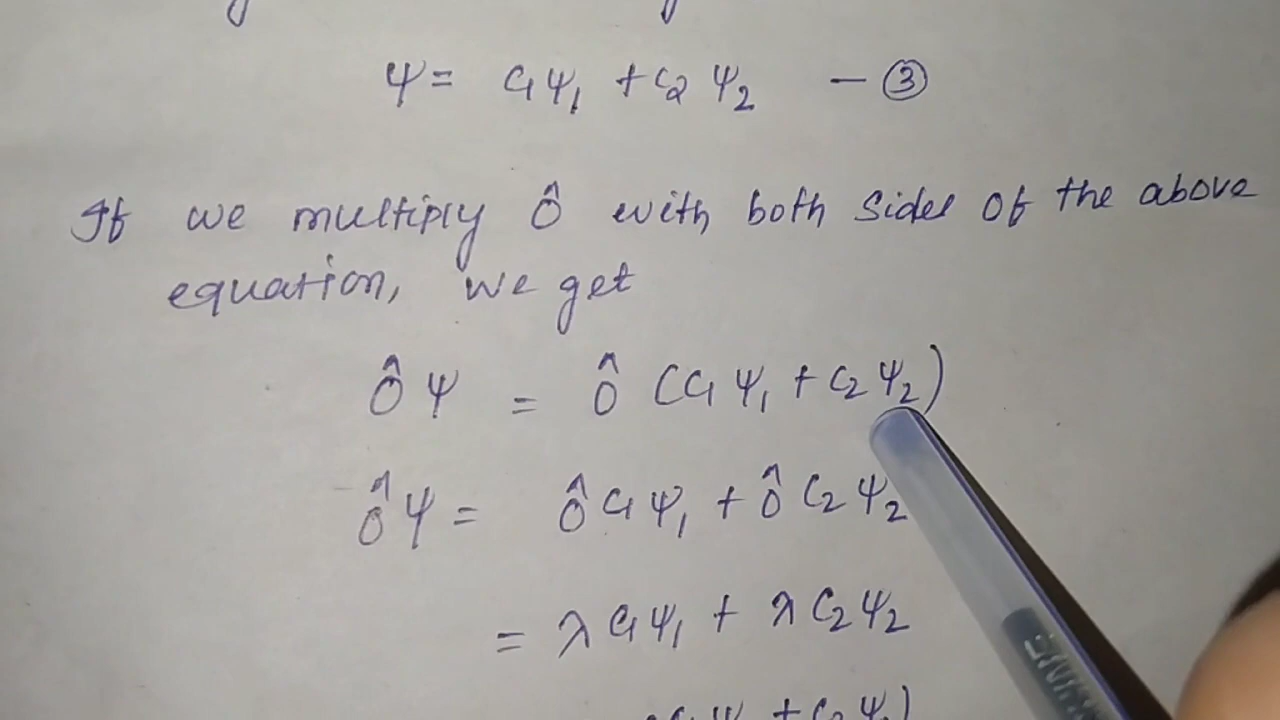 ψ = C₁ψ₁ + C₂ψ₂ — ③
If we multiply Ô with both sides of the above
equation, we get
Ôψ = Ô (C₁ψ₁ + C₂ψ₂)
Ôψ = ÔC₁ψ₁ + ÔC₂ψ₂
= λC₁ψ₁ + λC₂ψ₂